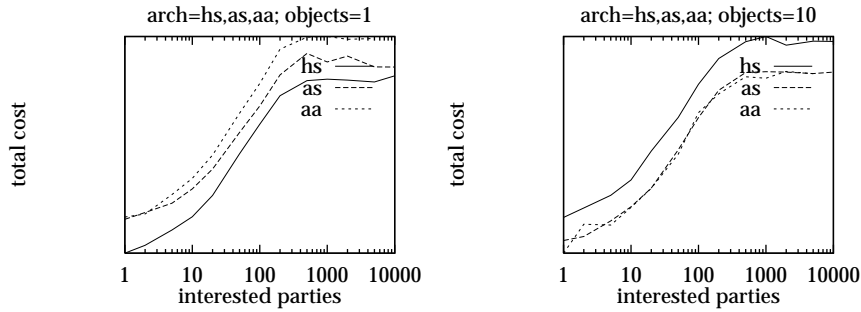 arch=hs,as,aa; objects=1
hs
as
aa
total cost
1 10 100 1000 10000
interested parties
arch=hs,as,aa; objects=10
hs
as
aa
total cost
1 10 100 1000 10000
interested parties